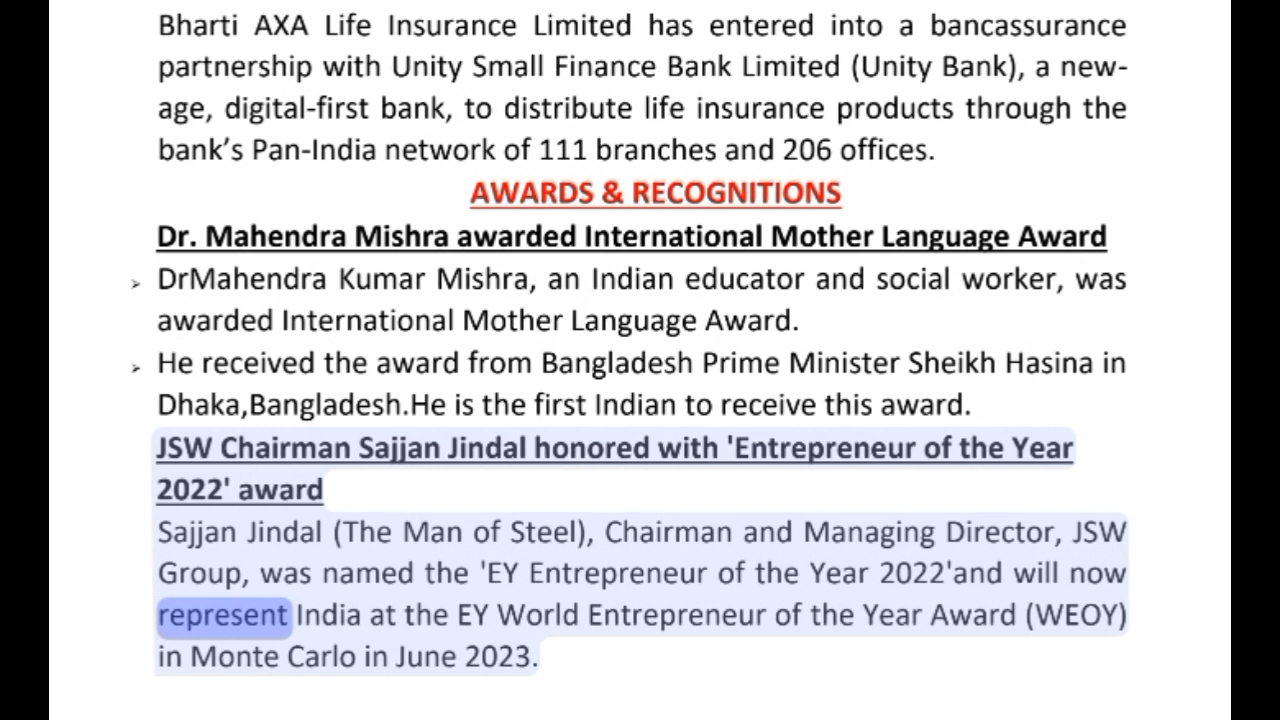 Bharti AXA Life Insurance Limited has entered into a bancassurance
partnership with Unity Small Finance Bank Limited (Unity Bank), a new-
age, digital-first bank, to distribute life insurance products through the
bank’s Pan-India network of 111 branches and 206 offices.
AWARDS & RECOGNITIONS
Dr. Mahendra Mishra awarded International Mother Language Award
➢ DrMahendra Kumar Mishra, an Indian educator and social worker, was
awarded International Mother Language Award.
➢ He received the award from Bangladesh Prime Minister Sheikh Hasina in
Dhaka,Bangladesh.He is the first Indian to receive this award.
JSW Chairman Sajjan Jindal honored with 'Entrepreneur of the Year
2022' award
Sajjan Jindal (The Man of Steel), Chairman and Managing Director, JSW
Group, was named the 'EY Entrepreneur of the Year 2022'and will now
represent India at the EY World Entrepreneur of the Year Award (WEOY)
in Monte Carlo in June 2023.